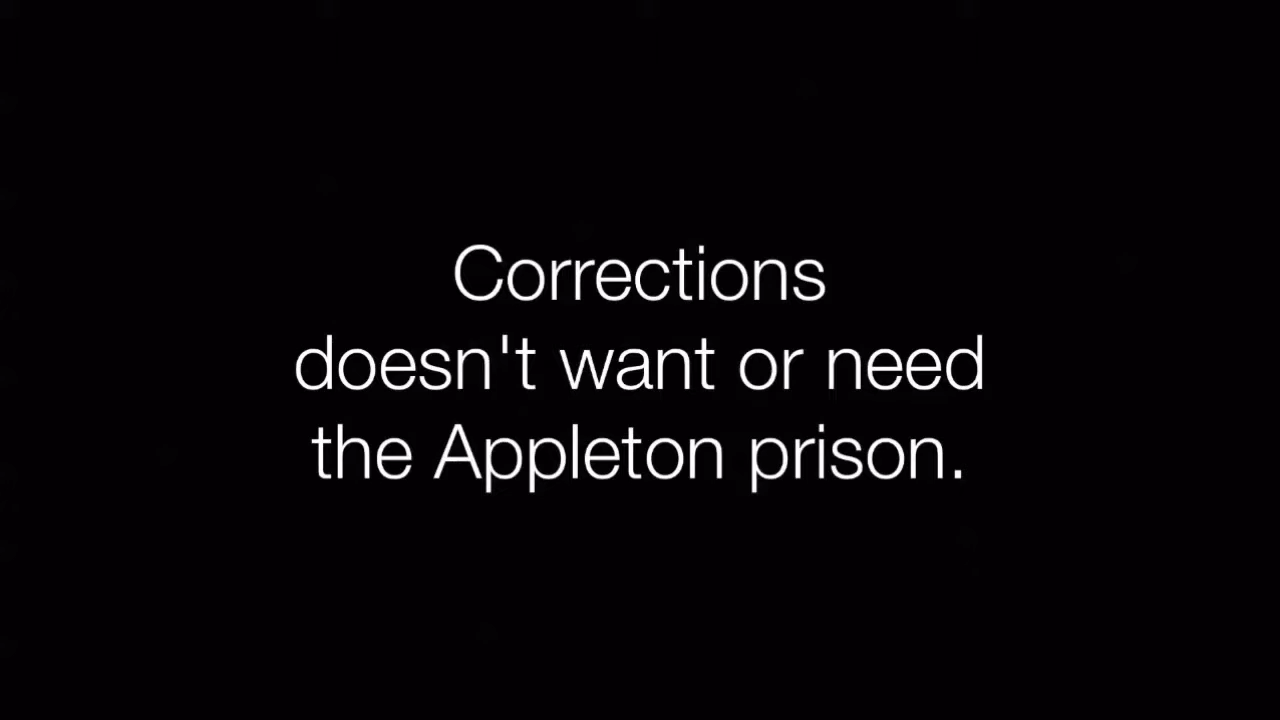 Corrections
doesn't want or need
the Appleton prison.